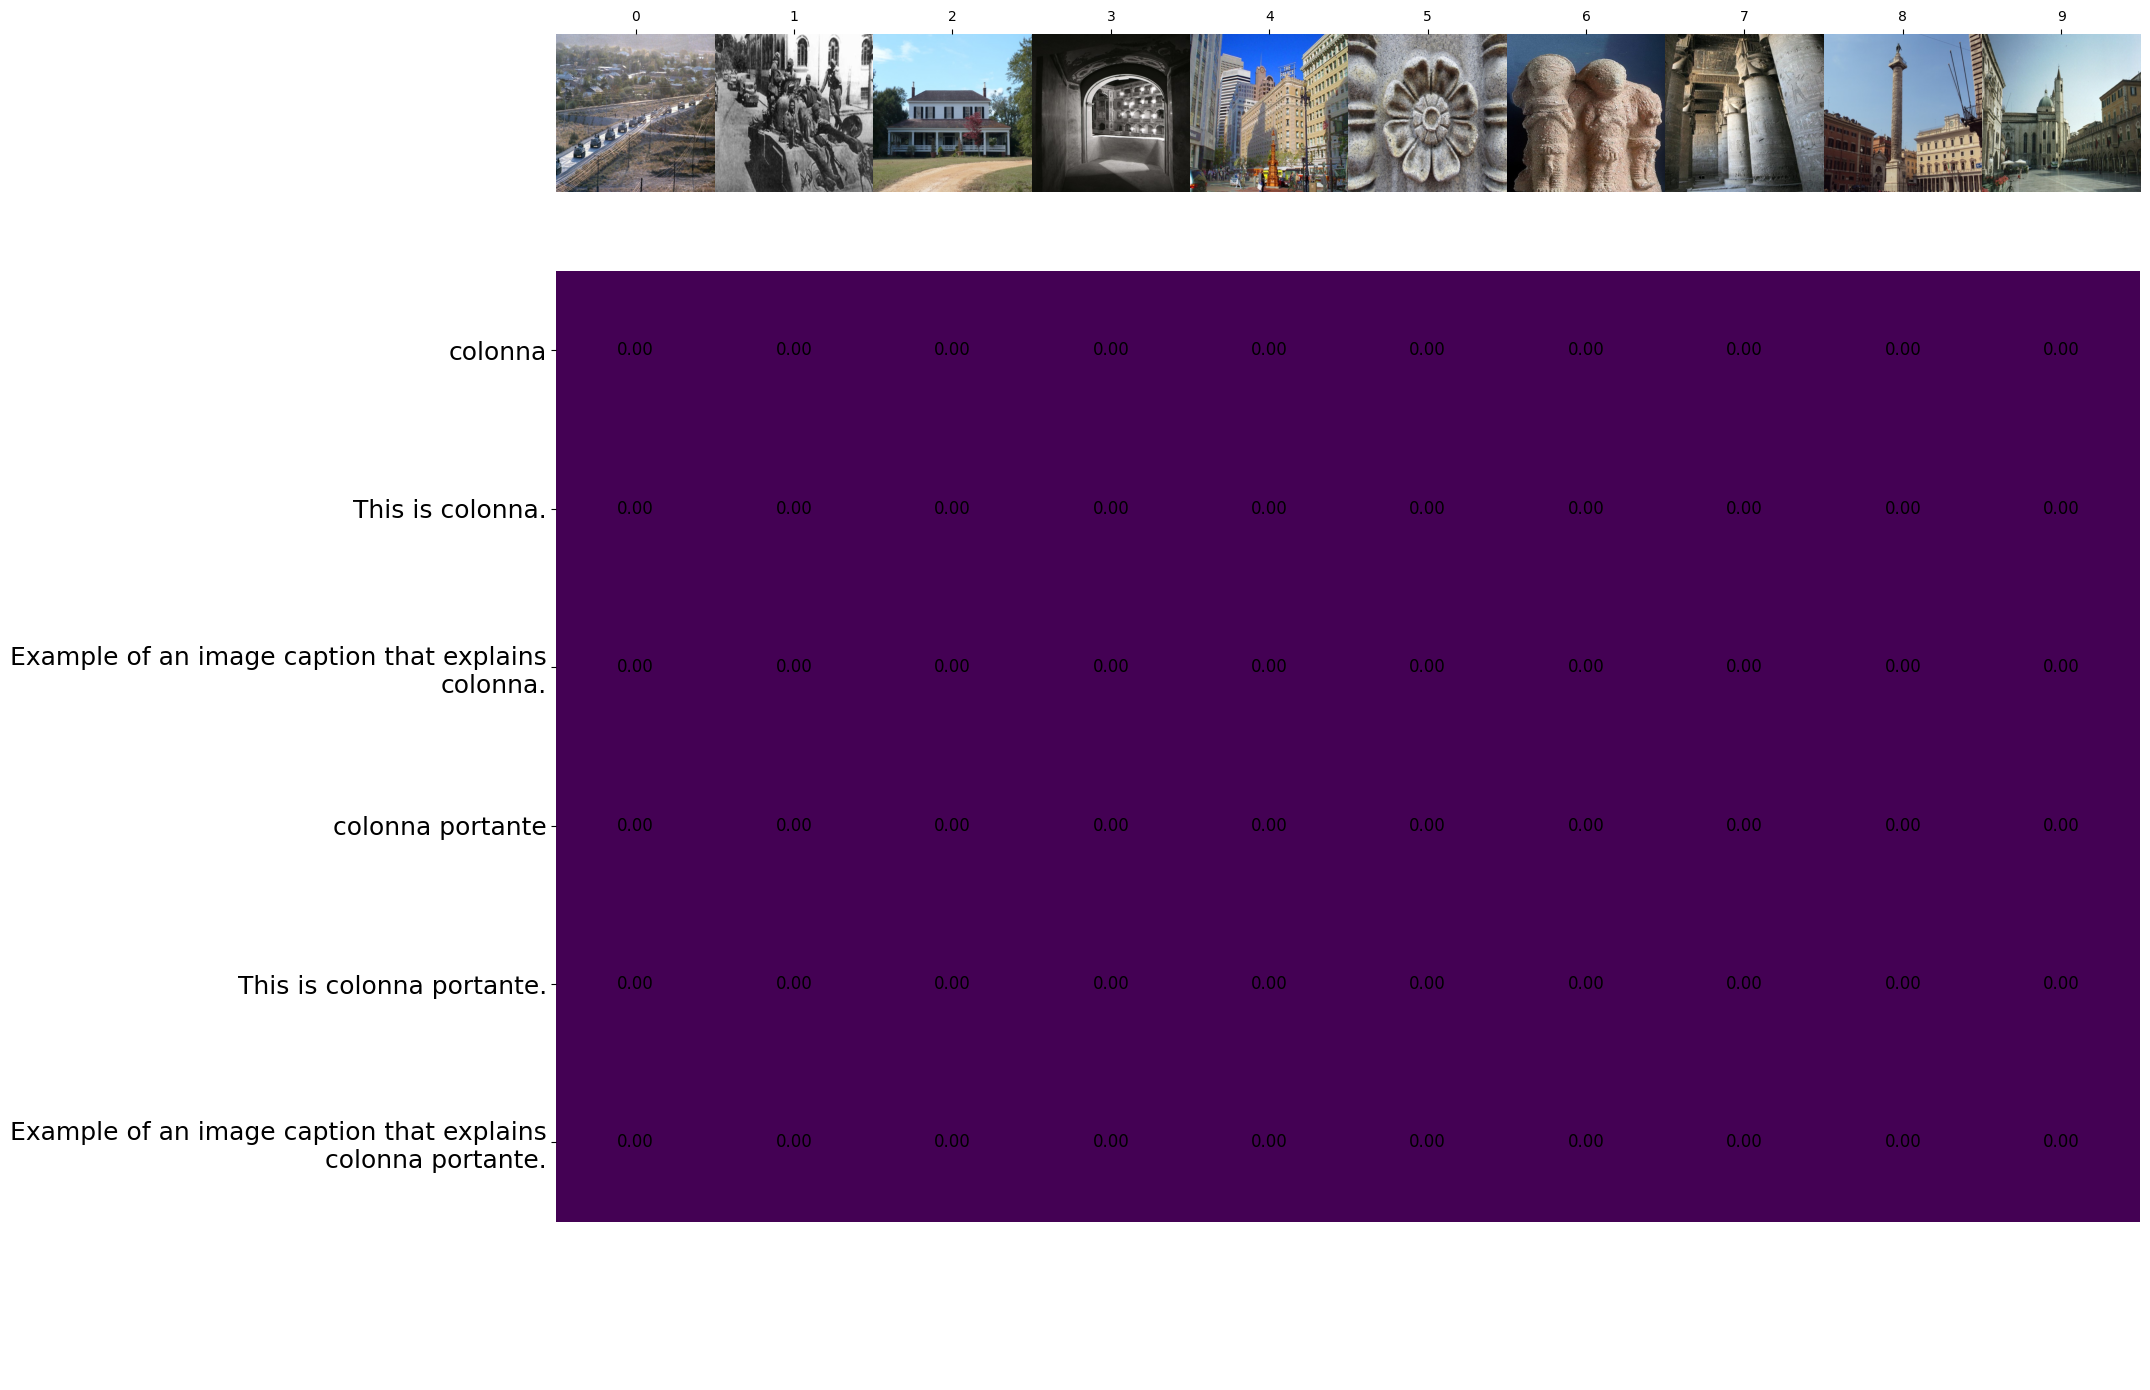 0 1 2 3 4 5 6 7 8 9
colonna
0.00 0.00 0.00 0.00 0.00 0.00 0.00 0.00 0.00 0.00
This is colonna.
0.00 0.00 0.00 0.00 0.00 0.00 0.00 0.00 0.00 0.00
Example of an image caption that explains
colonna.
0.00 0.00 0.00 0.00 0.00 0.00 0.00 0.00 0.00 0.00
colonna portante
0.00 0.00 0.00 0.00 0.00 0.00 0.00 0.00 0.00 0.00
This is colonna portante.
0.00 0.00 0.00 0.00 0.00 0.00 0.00 0.00 0.00 0.00
Example of an image caption that explains
colonna portante.
0.00 0.00 0.00 0.00 0.00 0.00 0.00 0.00 0.00 0.00